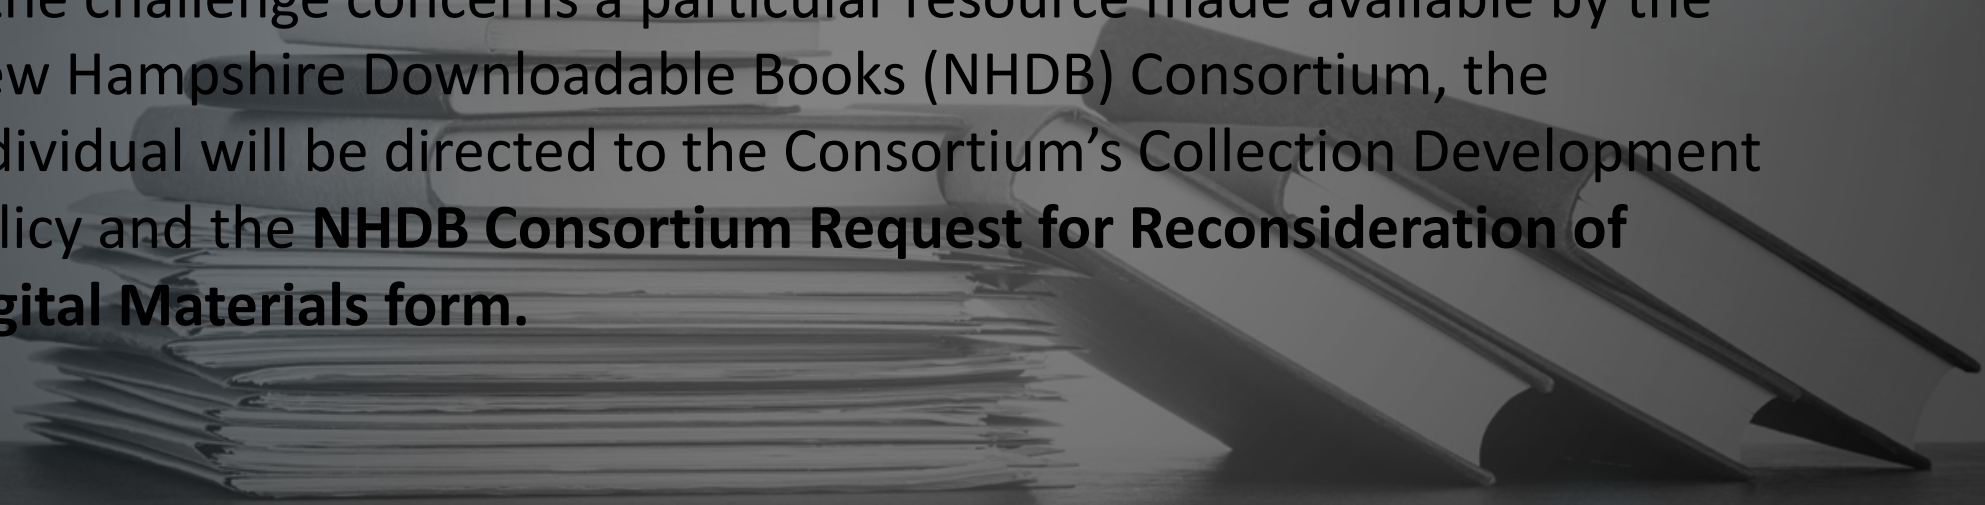 the challenge concerns a particular resource made available by the
ew Hampshire Downloadable Books (NHDB) Consortium, the
dividual will be directed to the Consortium’s Collection Development
licy and the NHDB Consortium Request for Reconsideration of
gital Materials form.